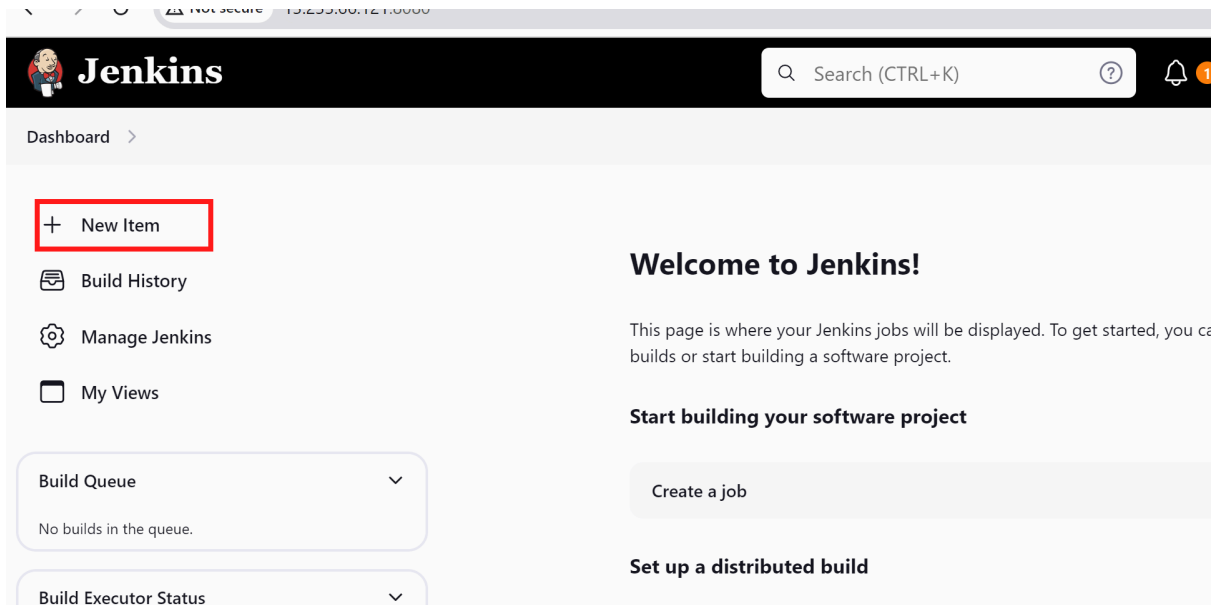 Jenkins
Search (CTRL+K)
?
1
Dashboard
New Item
Build History
Manage Jenkins
My Views
Build Queue
No builds in the queue.
Build Executor Status
Welcome to Jenkins!
This page is where your Jenkins jobs will be displayed. To get started, you ca
builds or start building a software project.
Start building your software project
Create a job
Set up a distributed build